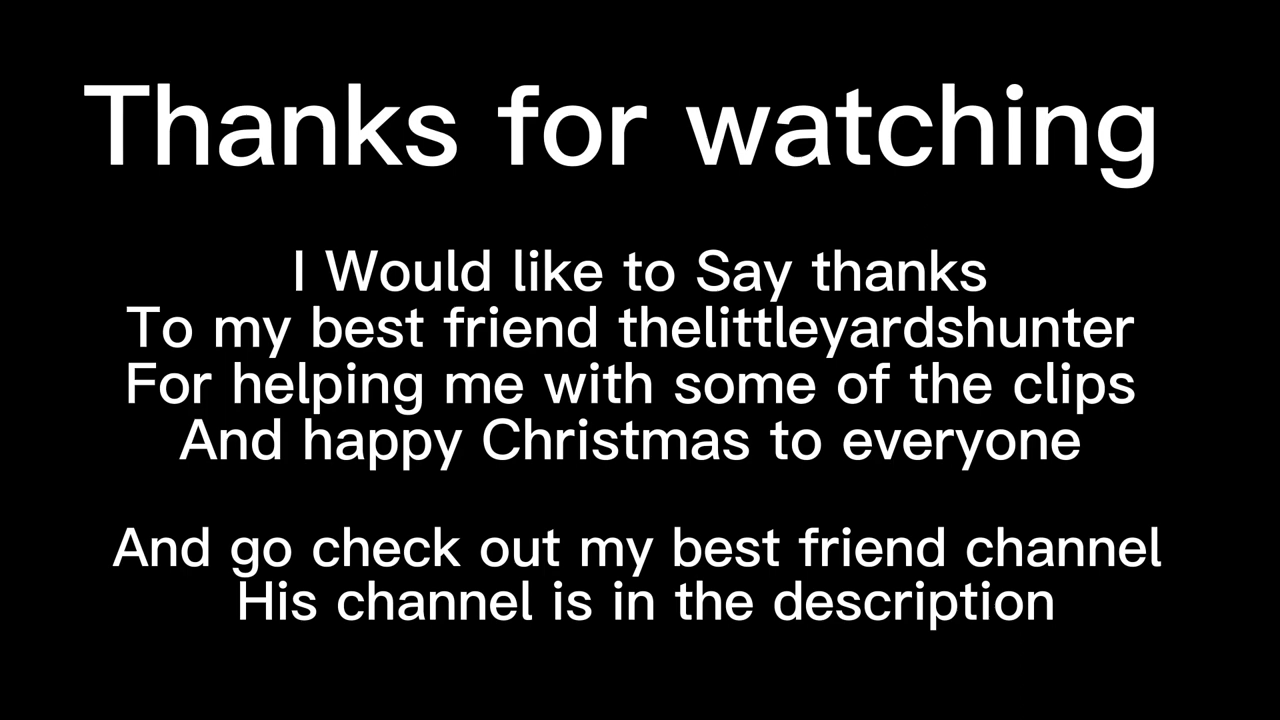 Thanks for watching
I Would like to Say thanks
To my best friend thelittleyardshunter
For helping me with some of the clips
And happy Christmas to everyone
And go check out my best friend channel
His channel is in the description